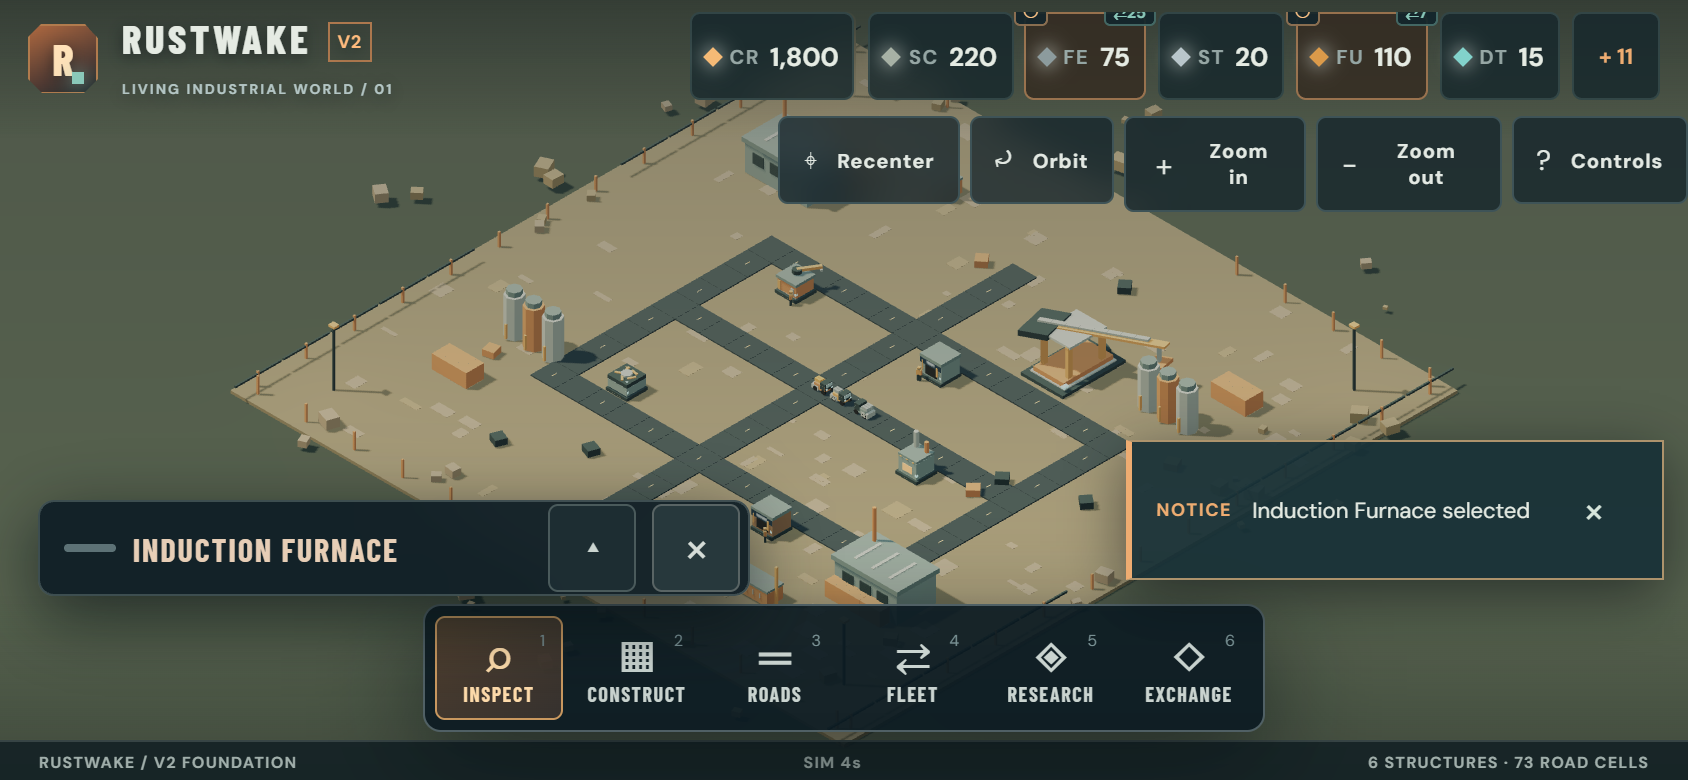 R
RUSTWAKE V2
LIVING INDUSTRIAL WORLD / 01
CR 1,800
SC 220
⇄25
FE 75
ST 20
⇄7
FU 110
DT 15
+ 11
Recenter
Orbit
+ Zoom in
− Zoom out
? Controls
INDUCTION FURNACE
NOTICE Induction Furnace selected ×
1 INSPECT
2 CONSTRUCT
3 ROADS
4 FLEET
5 RESEARCH
6 EXCHANGE
RUSTWAKE / V2 FOUNDATION
SIM 4s
6 STRUCTURES · 73 ROAD CELLS